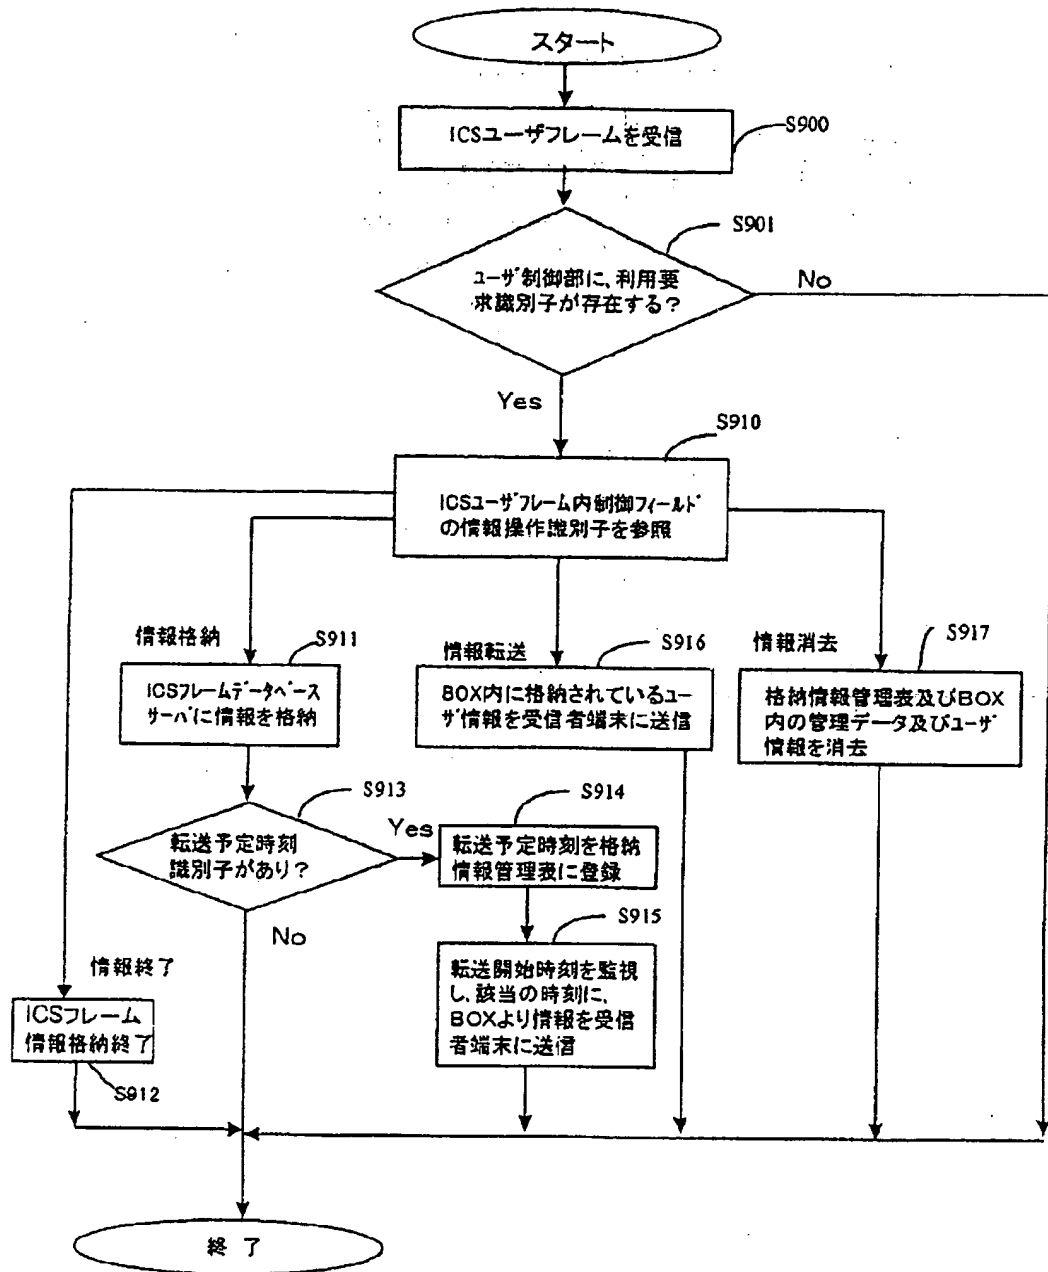 スタート
ICSユーザフレームを受信
S900
S901
ユーザ制御部に、利用要
求識別子が存在する?
No
Yes
S910
ICSユーザフレーム内制御フィールド
の情報操作識別子を参照
情報格納
S911
ICSフレームデータベース
サーバに情報を格納
情報転送
S916
BOX内に格納されているユー
ザ情報を受信者端末に送信
情報消去
S917
格納情報管理表及びBOX
内の管理データ及びユーザ
情報を消去
S913
転送予定時刻
識別子があり?
Yes
S914
転送予定時刻を格納
情報管理表に登録
No
S915
転送開始時刻を監視
し、該当の時刻に、
BOXより情報を受信
者端末に送信
情報終了
ICSフレーム
情報格納終了
S912
終了